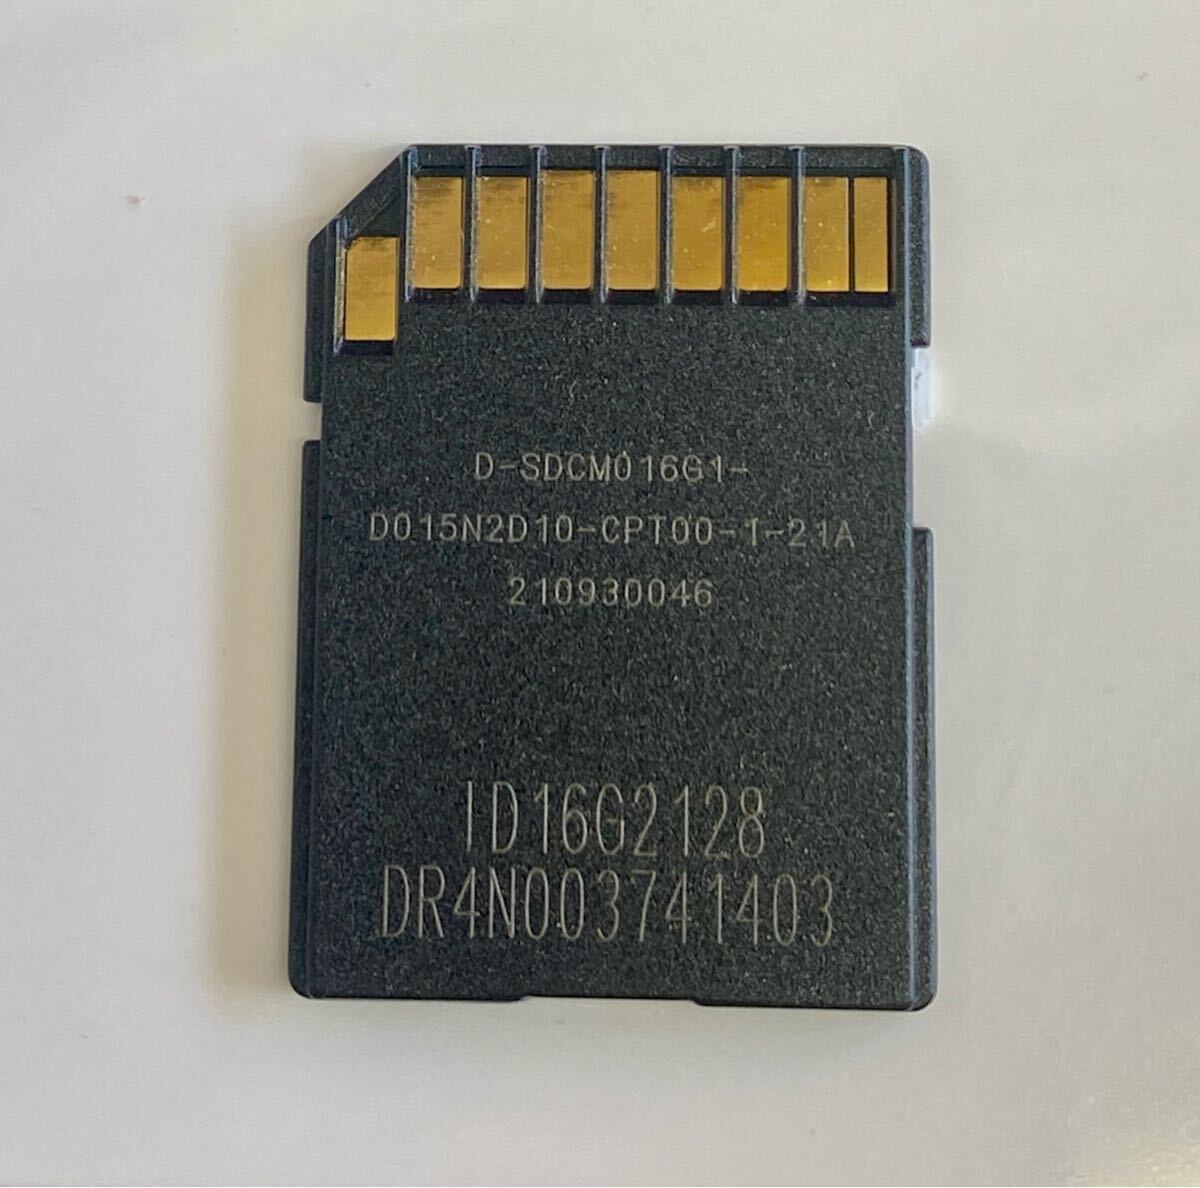 D-SDCM016G1-
D015N2D10-CPT00-1-21A
210930046
ID16G2128
DR4N003741403